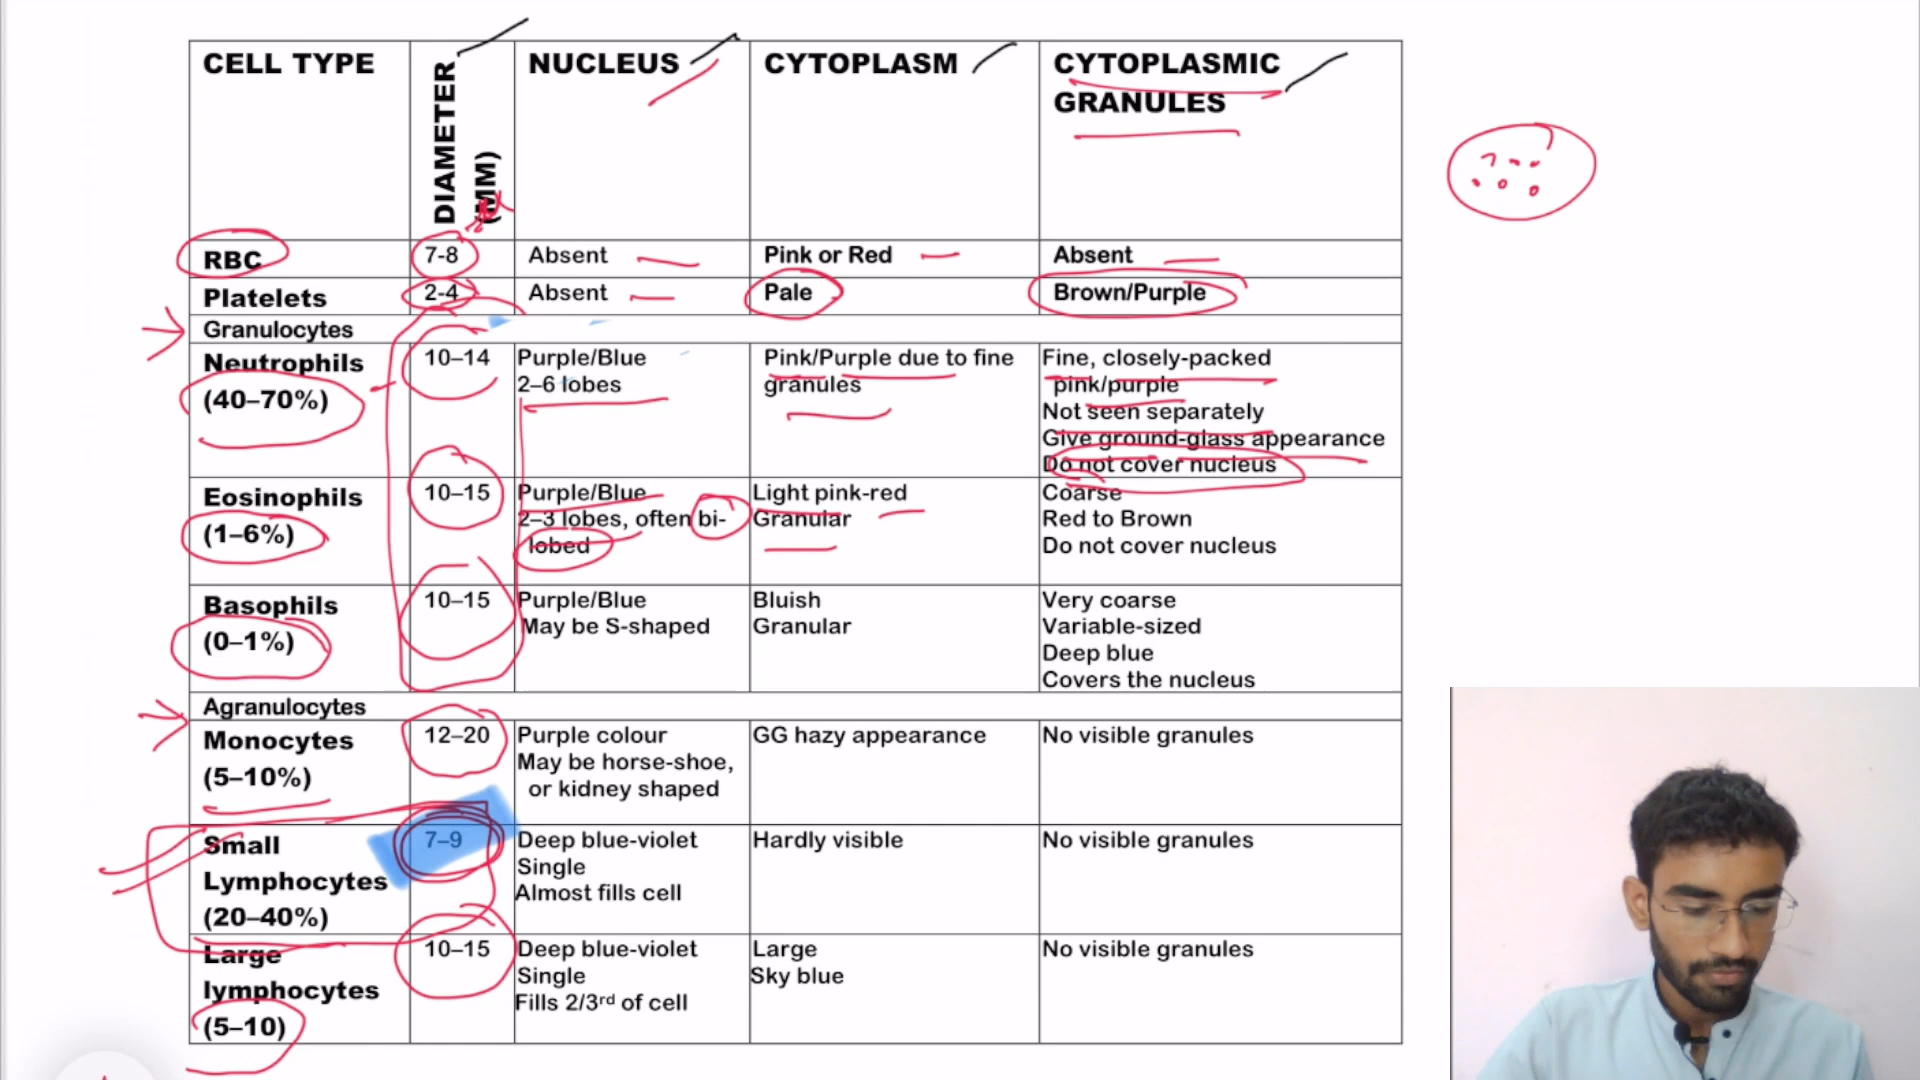 CELL TYPE
DIAMETER
(MM)
NUCLEUS
CYTOPLASM
CYTOPLASMIC
GRANULES
RBC
7-8
Absent
Pink or Red
Absent
Platelets
2-4
Absent
Pale
Brown/Purple
Granulocytes
Neutrophils
(40–70%)
10–14
Purple/Blue
2–6 lobes
Pink/Purple due to fine
granules
Fine, closely-packed
pink/purple
Not seen separately
Give ground-glass appearance
Do not cover nucleus
Eosinophils
(1–6%)
10–15
Purple/Blue
2–3 lobes, often bi-
lobed
Light pink-red
Granular
Coarse
Red to Brown
Do not cover nucleus
Basophils
(0–1%)
10–15
Purple/Blue
May be S-shaped
Bluish
Granular
Very coarse
Variable-sized
Deep blue
Covers the nucleus
Agranulocytes
Monocytes
(5–10%)
12–20
Purple colour
May be horse-shoe,
or kidney shaped
GG hazy appearance
No visible granules
Small
Lymphocytes
(20–40%)
7–9
Deep blue-violet
Single
Almost fills cell
Hardly visible
No visible granules
Large
lymphocytes
(5–10)
10–15
Deep blue-violet
Single
Fills 2/3rd of cell
Large
Sky blue
No visible granules